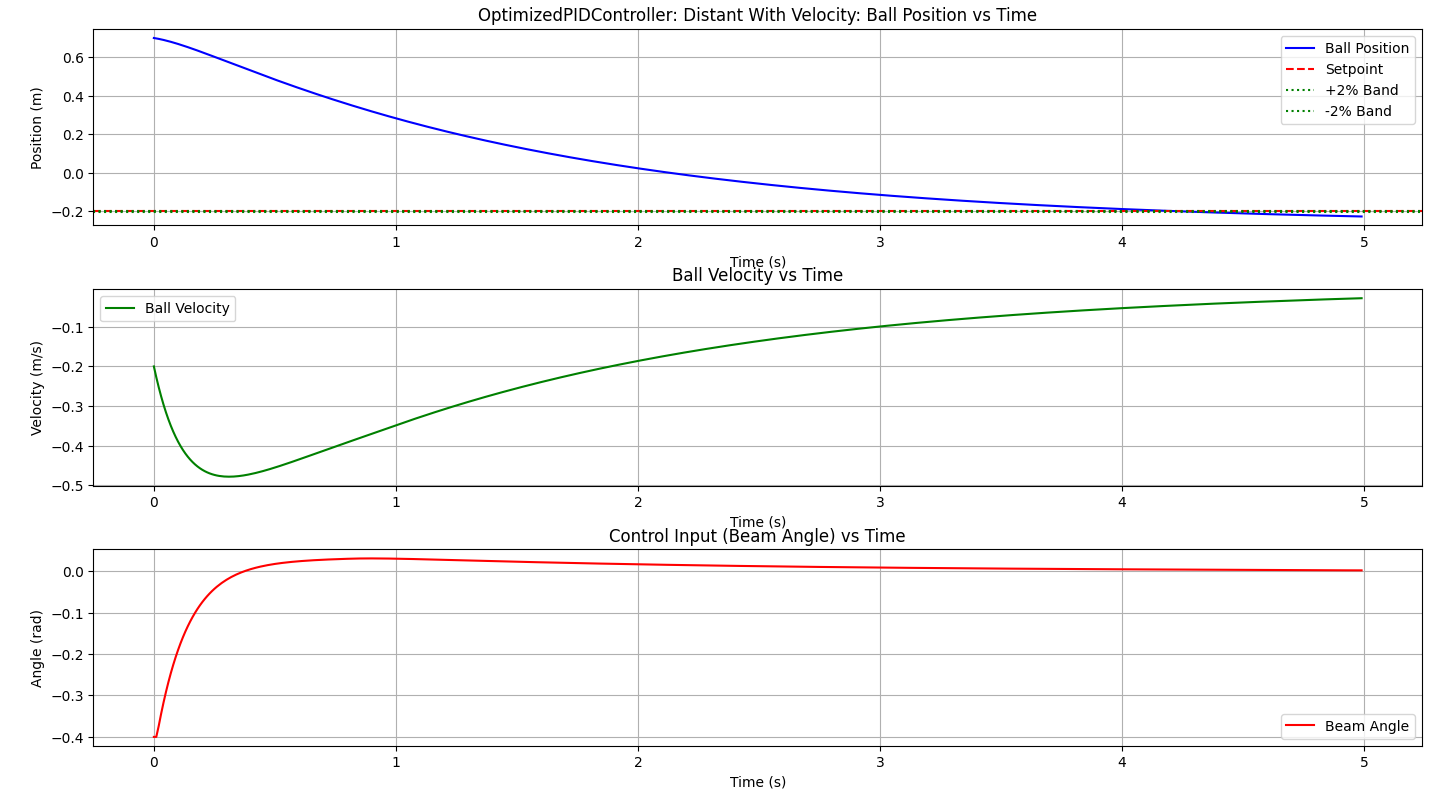 OptimizedPIDController: Distant With Velocity: Ball Position vs Time
Position (m)
0.6
0.4
0.2
0.0
−0.2
Ball Position
Setpoint
+2% Band
-2% Band
0 1 2 3 4 5
Time (s)
Ball Velocity vs Time
Velocity (m/s)
−0.1
−0.2
−0.3
−0.4
−0.5
Ball Velocity
0 1 2 3 4 5
Time (s)
Control Input (Beam Angle) vs Time
Angle (rad)
0.0
−0.1
−0.2
−0.3
−0.4
Beam Angle
0 1 2 3 4 5
Time (s)